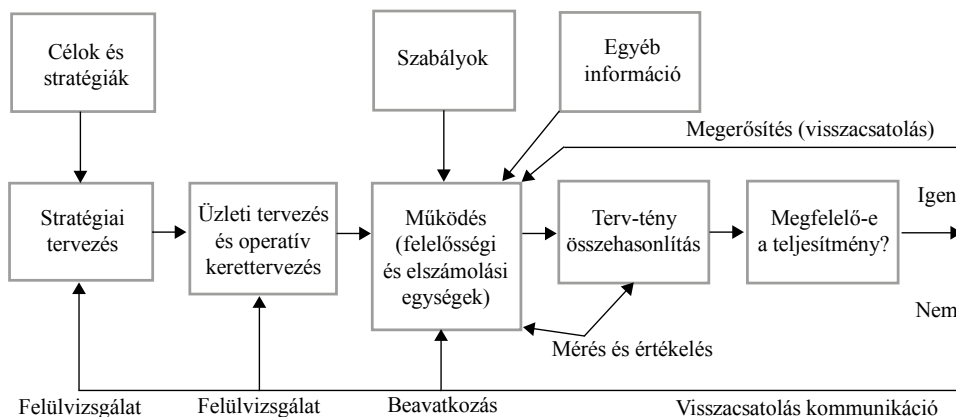 Célok és
stratégiák
Szabályok
Egyéb
információ
Megerősítés (visszacsatolás)
Stratégiai
tervezés
Üzleti tervezés
és operatív
kerettervezés
Működés
(felelősségi
és elszámolási
egységek)
Terv-tény
összehasonlítás
Megfelelő-e
a teljesítmény?
Igen
Nem
Mérés és értékelés
Felülvizsgálat
Felülvizsgálat
Beavatkozás
Visszacsatolás kommunikáció